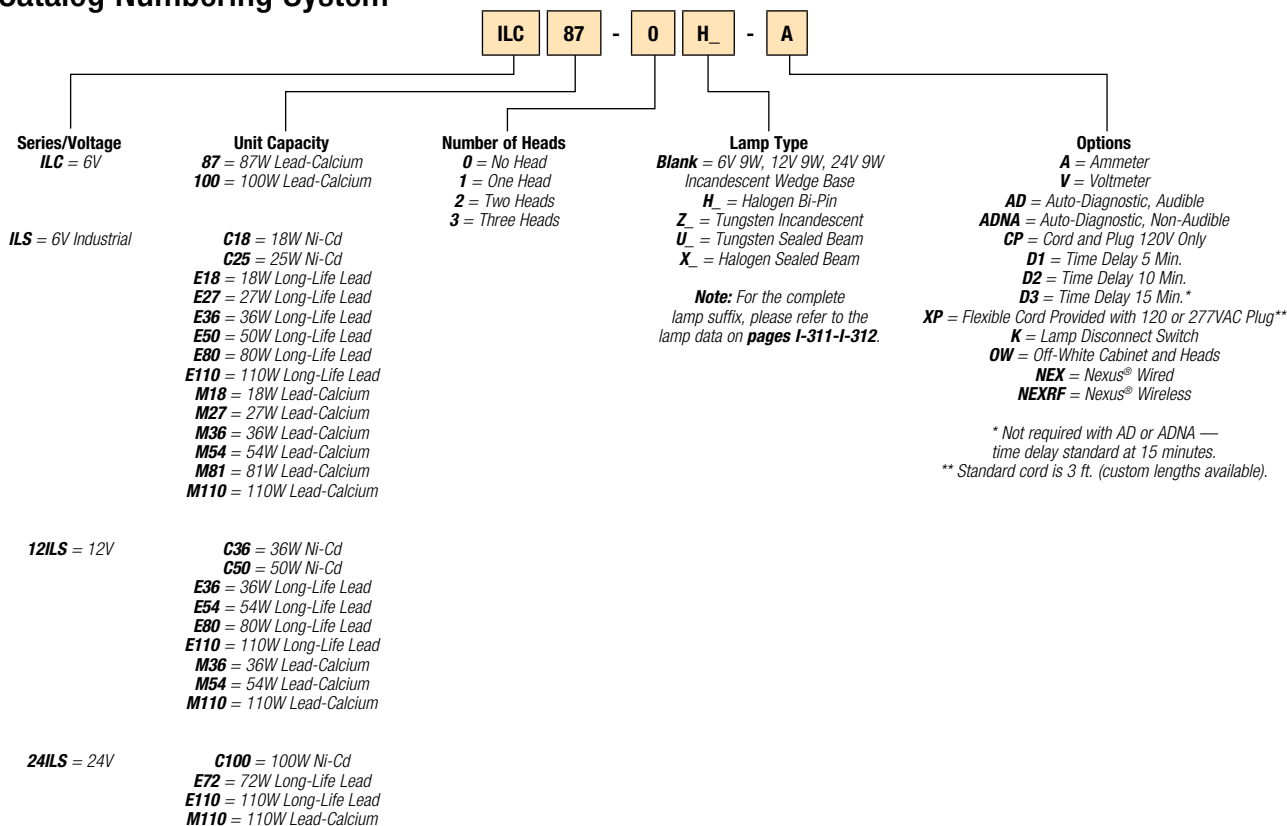 Catalog Numbering System
ILC 87 - 0 H_ - A
Series/Voltage
ILC = 6V
Unit Capacity
87 = 87W Lead-Calcium
100 = 100W Lead-Calcium
Number of Heads
0 = No Head
1 = One Head
2 = Two Heads
3 = Three Heads
Lamp Type
Blank = 6V 9W, 12V 9W, 24V 9W
Incandescent Wedge Base
H_ = Halogen Bi-Pin
Z_ = Tungsten Incandescent
U_ = Tungsten Sealed Beam
X_ = Halogen Sealed Beam
Note: For the complete
lamp suffix, please refer to the
lamp data on pages I-311-I-312.
Options
A = Ammeter
V = Voltmeter
AD = Auto-Diagnostic, Audible
ADNA = Auto-Diagnostic, Non-Audible
CP = Cord and Plug 120V Only
D1 = Time Delay 5 Min.
D2 = Time Delay 10 Min.
D3 = Time Delay 15 Min.*
XP = Flexible Cord Provided with 120 or 277VAC Plug**
K = Lamp Disconnect Switch
OW = Off-White Cabinet and Heads
NEX = Nexus® Wired
NEXRF = Nexus® Wireless
* Not required with AD or ADNA —
time delay standard at 15 minutes.
** Standard cord is 3 ft. (custom lengths available).
ILS = 6V Industrial
C18 = 18W Ni-Cd
C25 = 25W Ni-Cd
E18 = 18W Long-Life Lead
E27 = 27W Long-Life Lead
E36 = 36W Long-Life Lead
E50 = 50W Long-Life Lead
E80 = 80W Long-Life Lead
E110 = 110W Long-Life Lead
M18 = 18W Lead-Calcium
M27 = 27W Lead-Calcium
M36 = 36W Lead-Calcium
M54 = 54W Lead-Calcium
M81 = 81W Lead-Calcium
M110 = 110W Lead-Calcium
12ILS = 12V
C36 = 36W Ni-Cd
C50 = 50W Ni-Cd
E36 = 36W Long-Life Lead
E54 = 54W Long-Life Lead
E80 = 80W Long-Life Lead
E110 = 110W Long-Life Lead
M36 = 36W Lead-Calcium
M54 = 54W Lead-Calcium
M110 = 110W Lead-Calcium
24ILS = 24V
C100 = 100W Ni-Cd
E72 = 72W Long-Life Lead
E110 = 110W Long-Life Lead
M110 = 110W Lead-Calcium